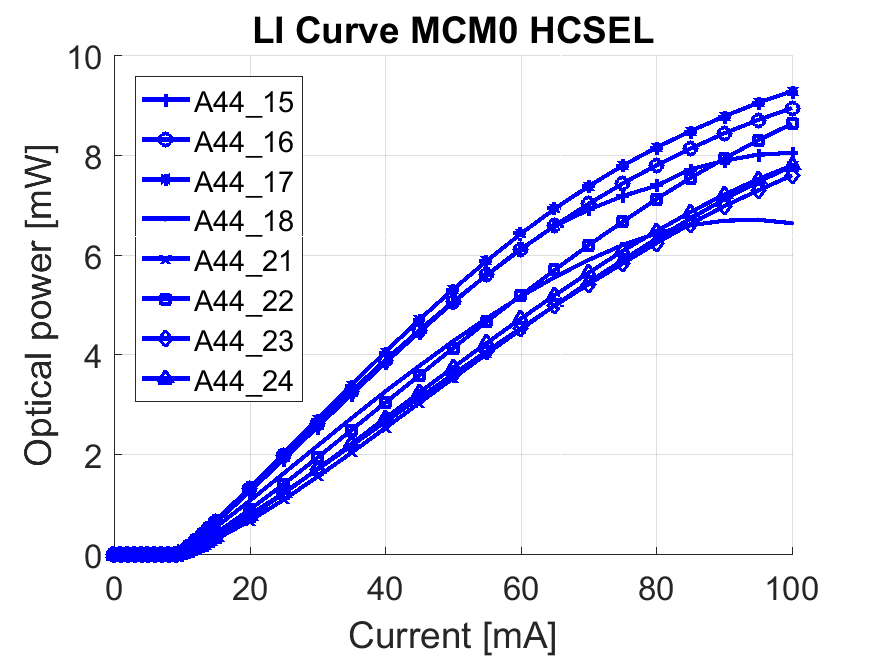 LI Curve MCM0 HCSEL
10
8
6
4
2
0
Optical power [mW]
A44_15
A44_16
A44_17
A44_18
A44_21
A44_22
A44_23
A44_24
0 20 40 60 80 100
Current [mA]